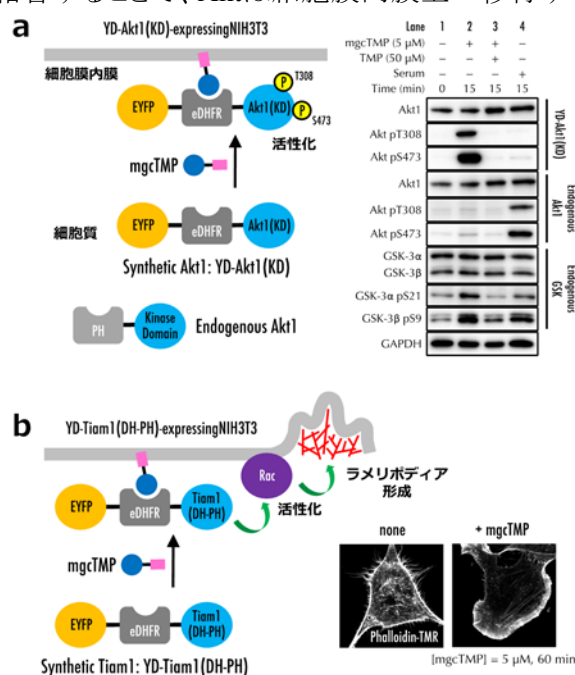 a
YD-Akt1(KD)-expressingNIH3T3
細胞膜内膜
P
T308
EYFP
eDHFR
Akt1(KD)
P
S473
活性化
mgcTMP
細胞質
EYFP
eDHFR
Akt1(KD)
Synthetic Akt1: YD-Akt1(KD)
PH
Kinase
Domain
Endogenous Akt1
Lane 1 2 3 4
mgcTMP (5 μM) - + + -
TMP (50 μM) - - + -
Serum - - - +
Time (min) 0 15 15 15
Akt1
Akt pT308
Akt pS473
YD-Akt1(KD)
Akt1
Akt pT308
Akt pS473
Endogenous
Akt1
GSK-3α
GSK-3β
GSK-3α pS21
GSK-3β pS9
Endogenous
GSK
GAPDH
b
YD-Tiam1(DH-PH)-expressingNIH3T3
EYFP
eDHFR
Tiam1
(DH-PH)
Rac
活性化
ラメリポディア
形成
mgcTMP
EYFP
eDHFR
Tiam1
(DH-PH)
Synthetic Tiam1: YD-Tiam1(DH-PH)
none
+ mgcTMP
Phalloidin-TMR
[mgcTMP] = 5 μM, 60 min